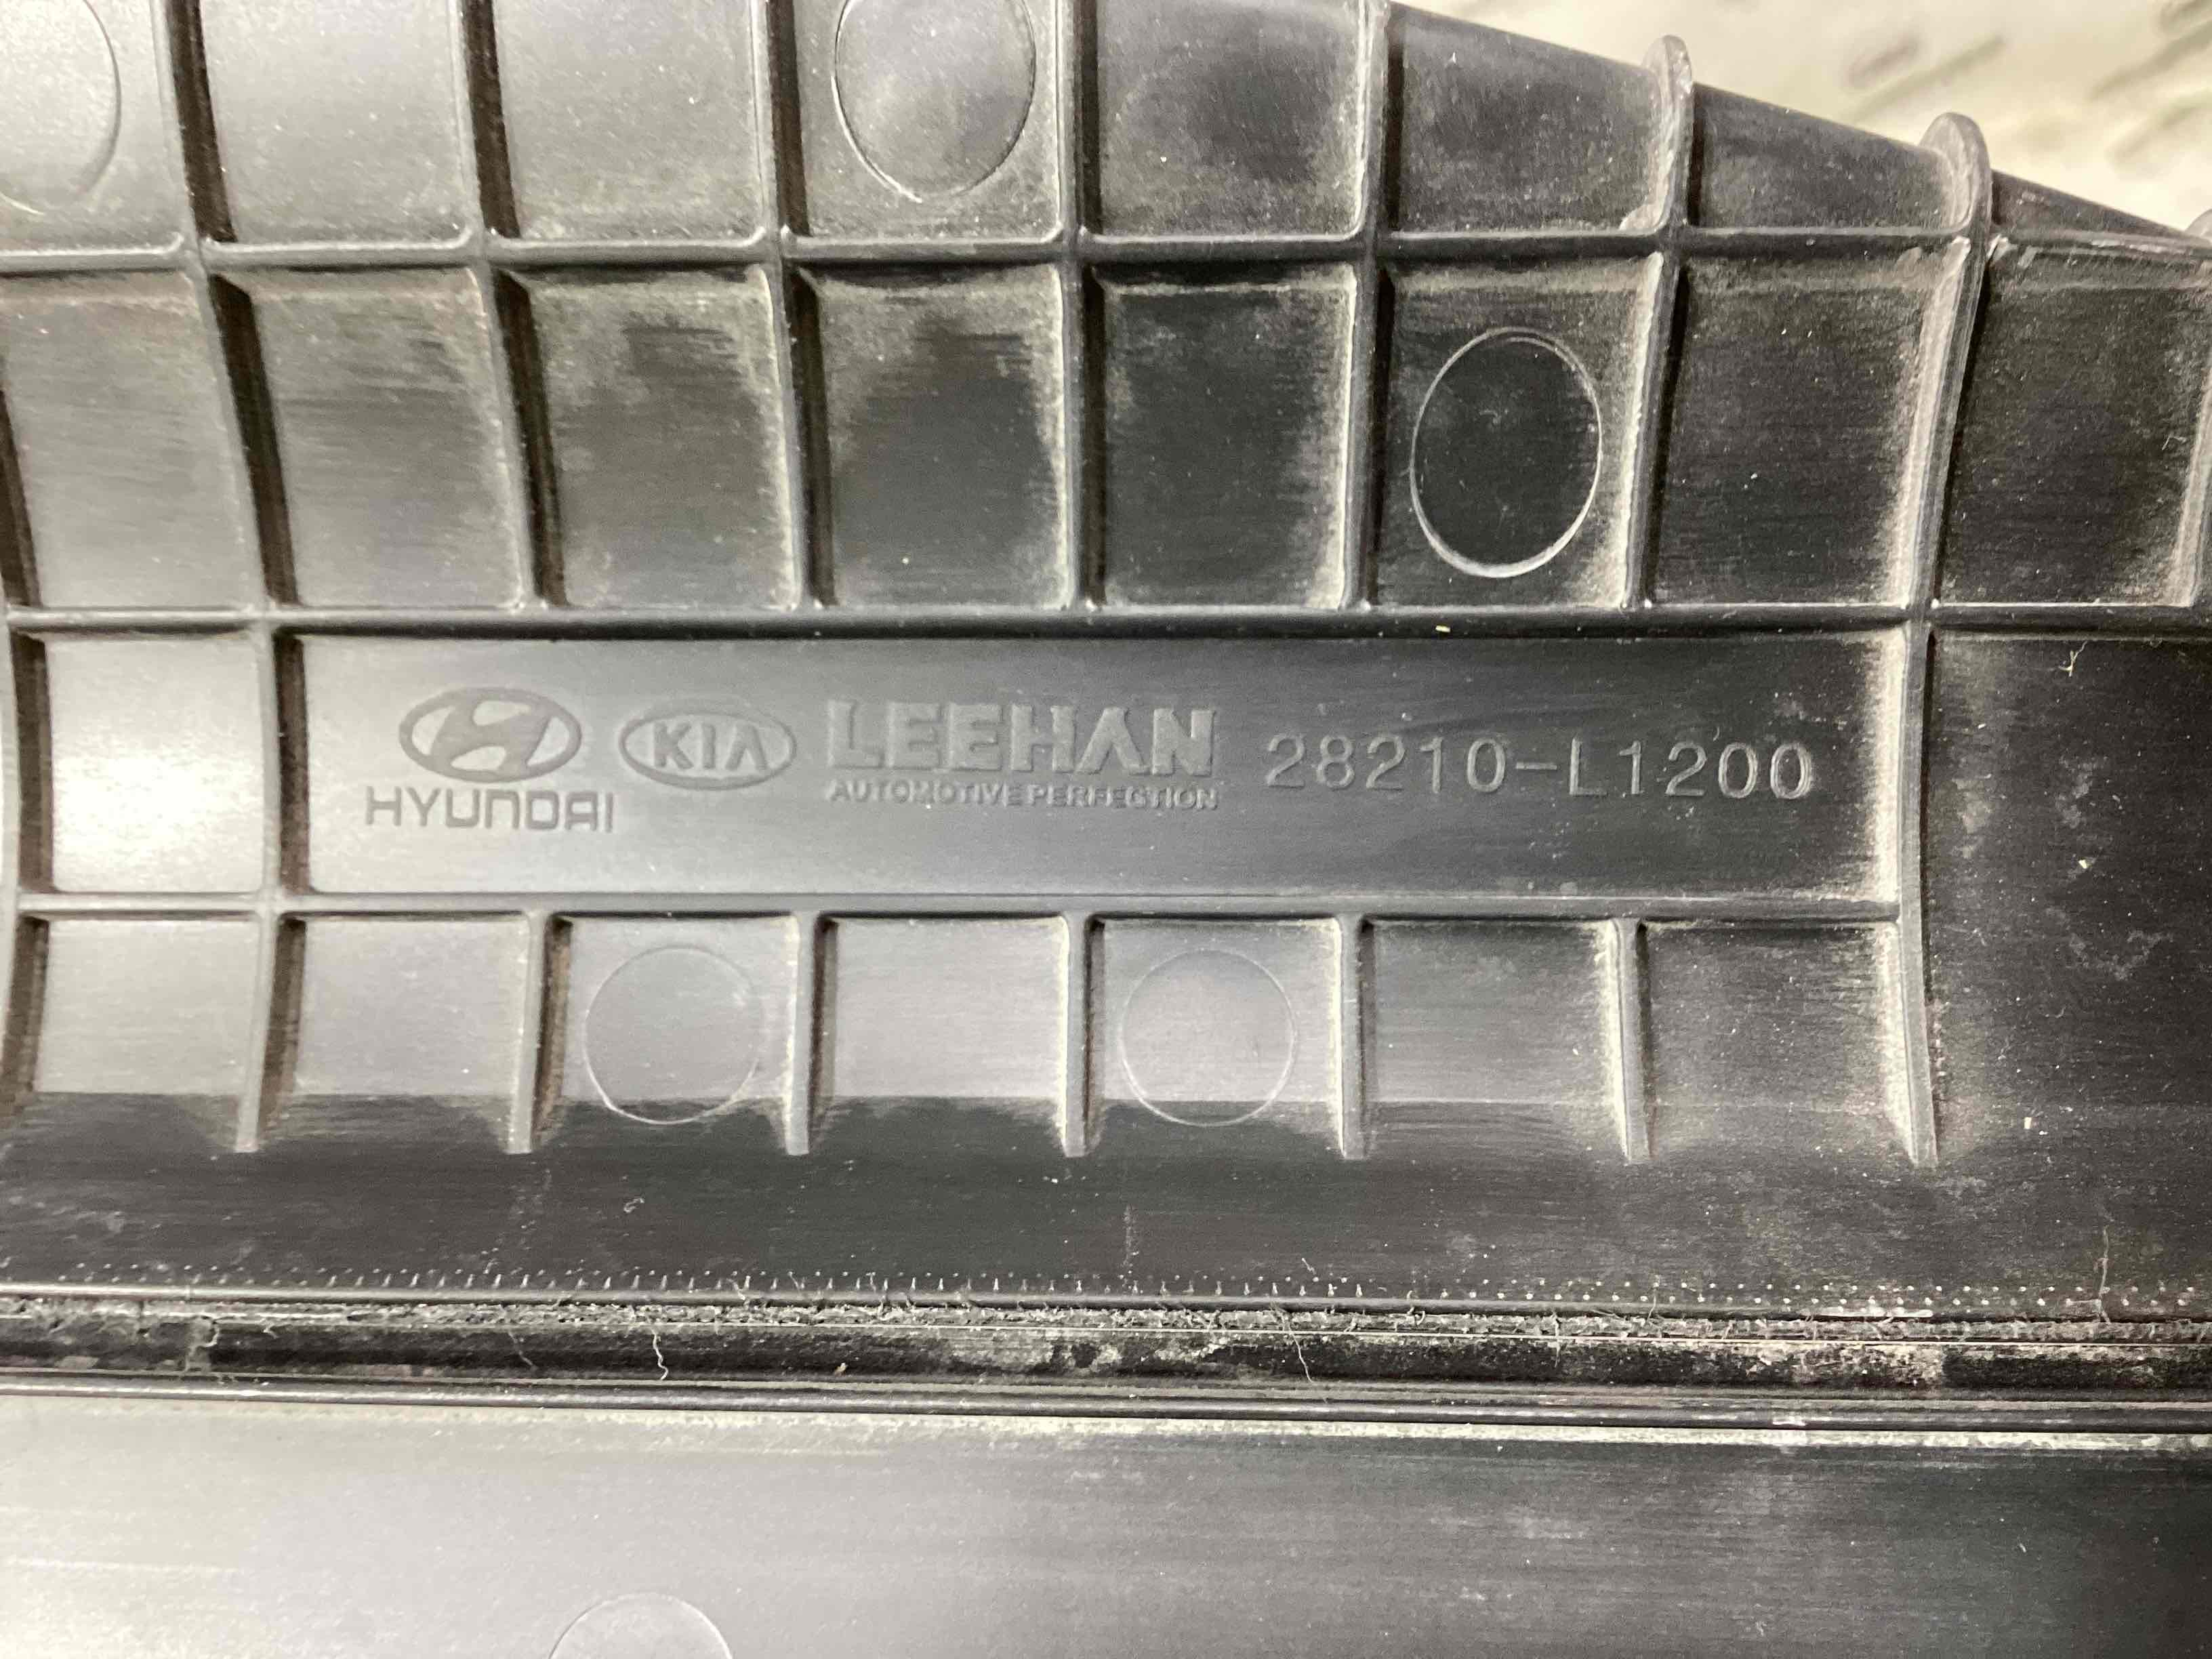 HYUNDAI KIA LEEHAN 28210-L1200
AUTOMOTIVE PERFECTION